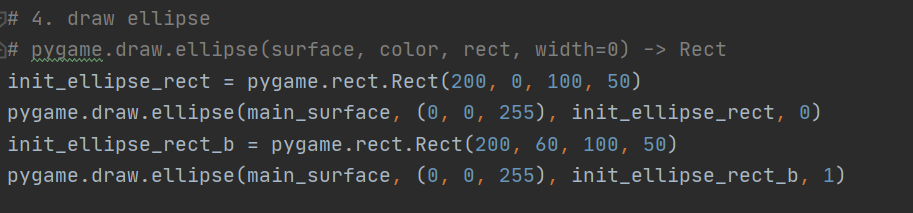 # 4. draw ellipse
# pygame.draw.ellipse(surface, color, rect, width=0) -> Rect
init_ellipse_rect = pygame.rect.Rect(200, 0, 100, 50)
pygame.draw.ellipse(main_surface, (0, 0, 255), init_ellipse_rect, 0)
init_ellipse_rect_b = pygame.rect.Rect(200, 60, 100, 50)
pygame.draw.ellipse(main_surface, (0, 0, 255), init_ellipse_rect_b, 1)